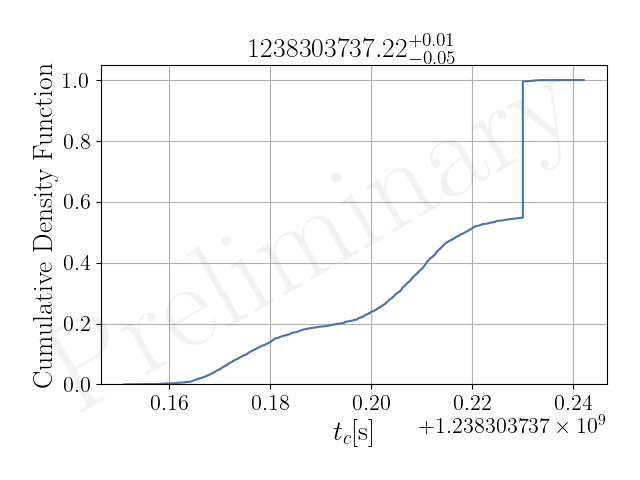 1238303737.22^{+0.01}_{-0.05}
Cumulative Density Function
1.0
0.8
0.6
0.4
0.2
0.0
Preliminary
0.16 0.18 0.20 0.22 0.24
t_c[s]
+1.238303737 × 10^9